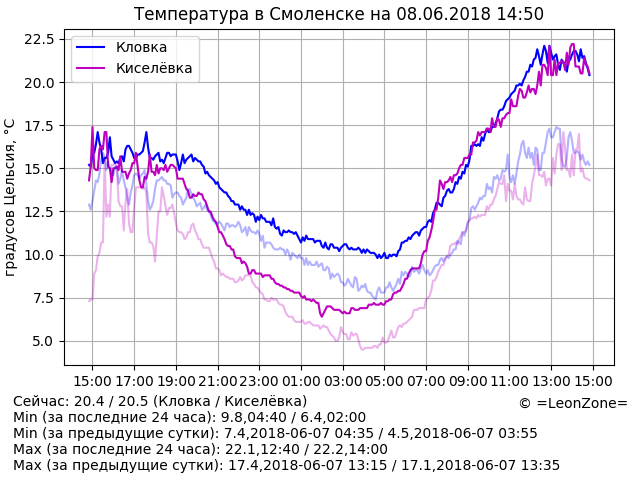 Температура в Смоленске на 08.06.2018 14:50
Кловка
Киселёвка
градусов Цельсия, °C
22.5
20.0
17.5
15.0
12.5
10.0
7.5
5.0
15:00 17:00 19:00 21:00 23:00 01:00 03:00 05:00 07:00 09:00 11:00 13:00 15:00
Сейчас: 20.4 / 20.5 (Кловка / Киселёвка)
© =LeonZone=
Min (за последние 24 часа): 9.8,04:40 / 6.4,02:00
Min (за предыдущие сутки): 7.4,2018-06-07 04:35 / 4.5,2018-06-07 03:55
Max (за последние 24 часа): 22.1,12:40 / 22.2,14:00
Max (за предыдущие сутки): 17.4,2018-06-07 13:15 / 17.1,2018-06-07 13:35